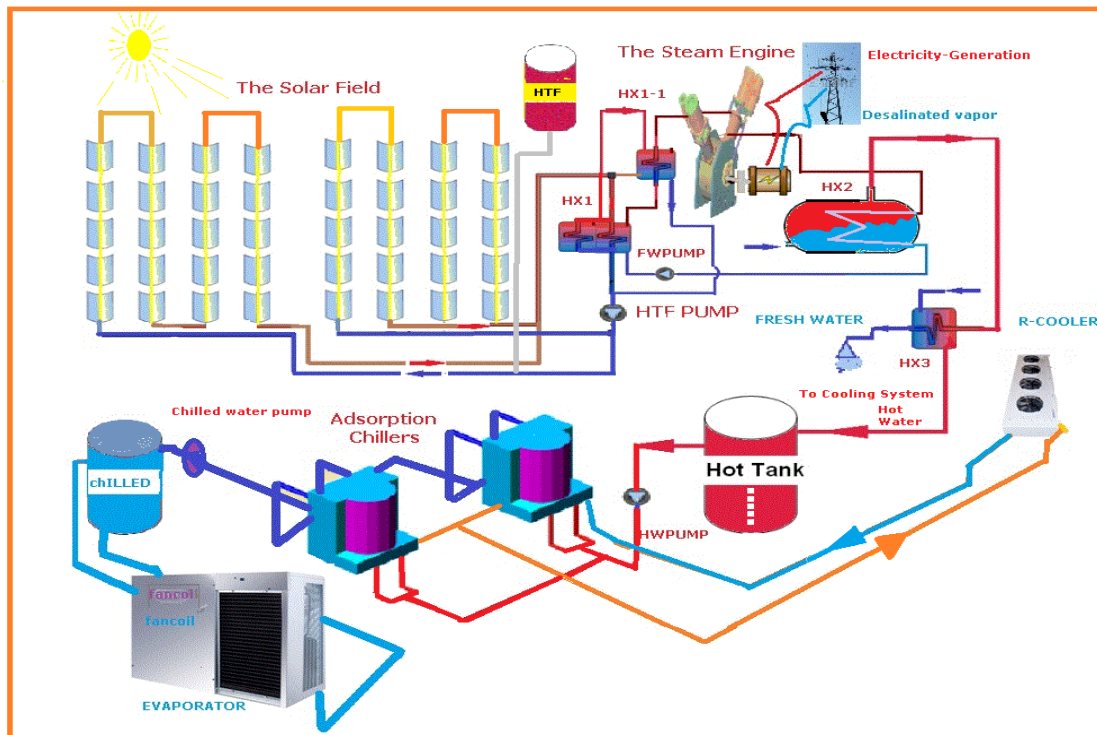 The Solar Field
HTF
The Steam Engine
Electricity-Generation
HX1-1
Desalinated vapor
HX1
HX2
FWPUMP
HTF PUMP
FRESH WATER
R-COOLER
HX3
To Cooling System
Hot
Water
Chilled water pump
Adsorption
Chillers
Hot Tank
chILLED
HWPUMP
fancoil
fancoil
EVAPORATOR